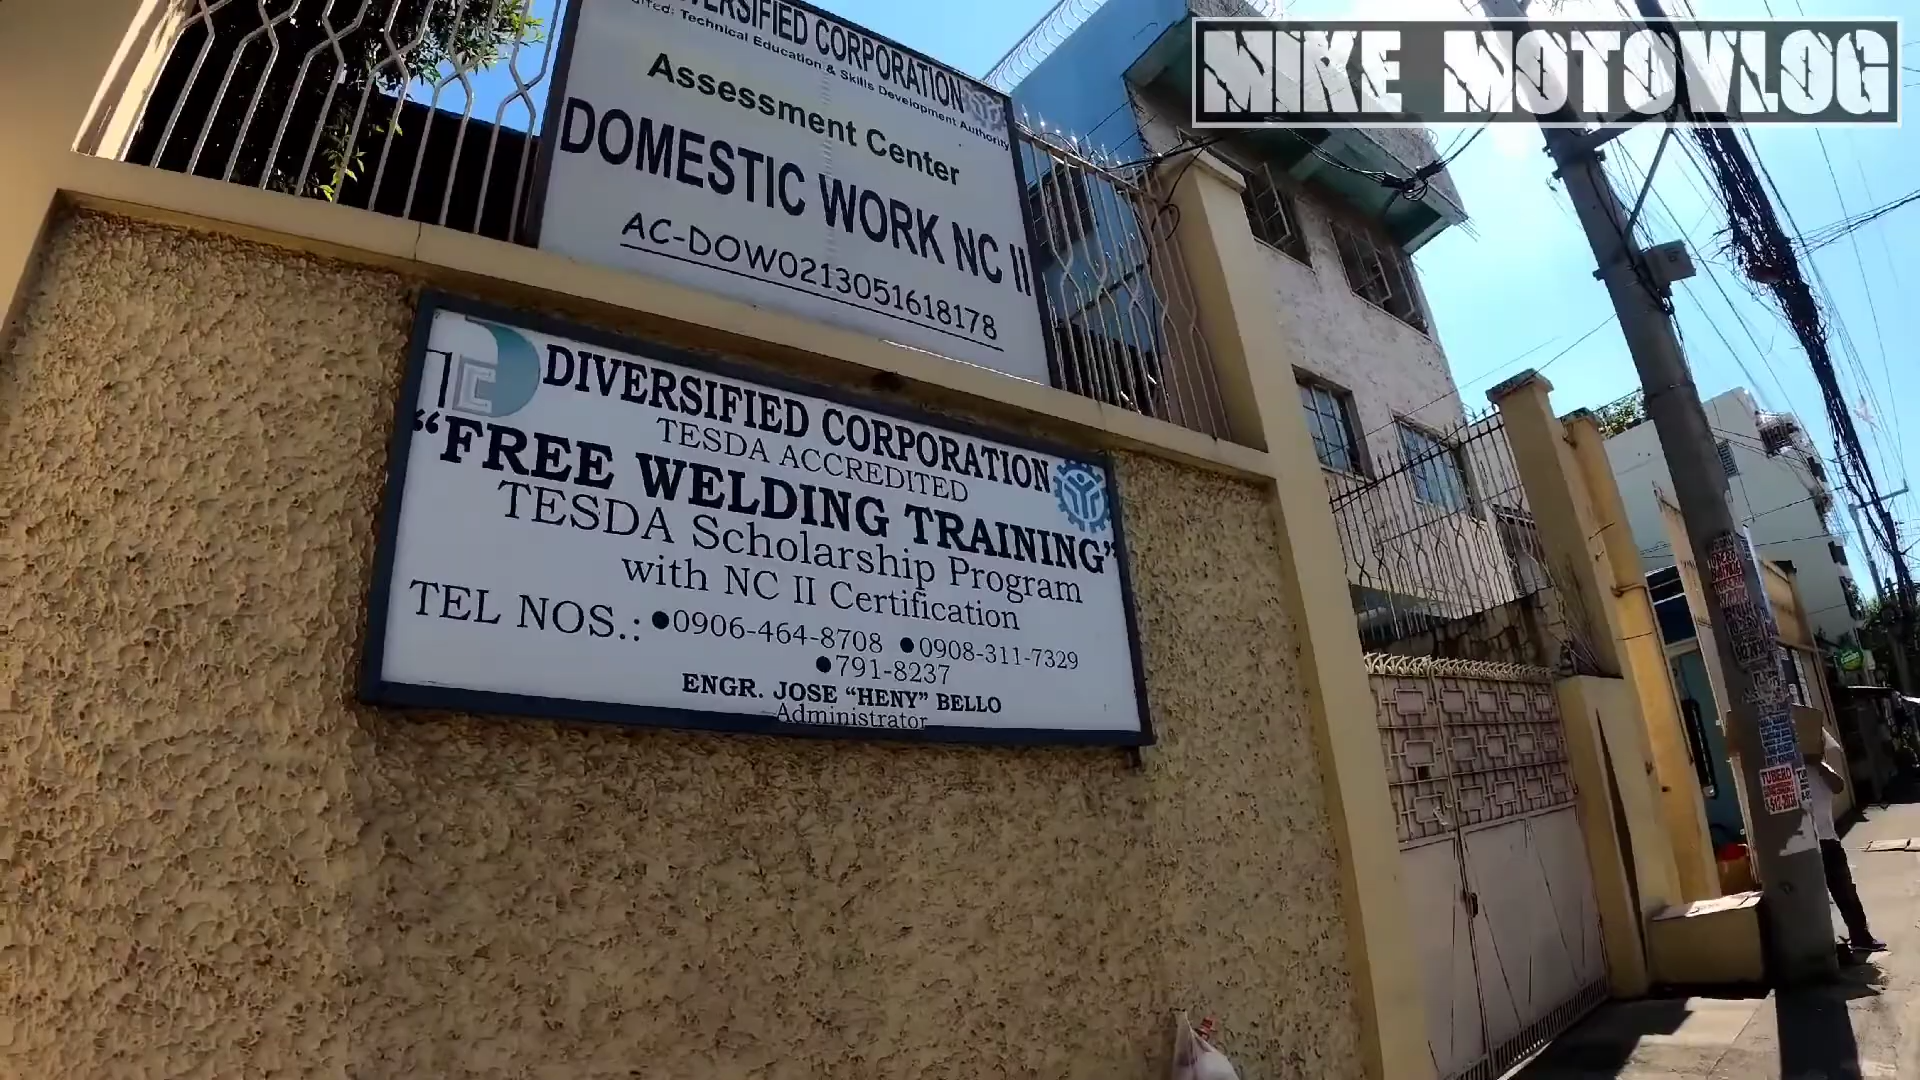 MIKE MOTOVLOG
DIVERSIFIED CORPORATION
Technical Education & Skills Development Authority
Assessment Center
DOMESTIC WORK NC II
AC-DOW0213051618178
DIVERSIFIED CORPORATION
TESDA ACCREDITED
“FREE WELDING TRAINING”
TESDA Scholarship Program
with NC II Certification
TEL NOS.: ●0906-464-8708 ●0908-311-7329
●791-8237
ENGR. JOSE “HENY” BELLO
Administrator
TUBERO